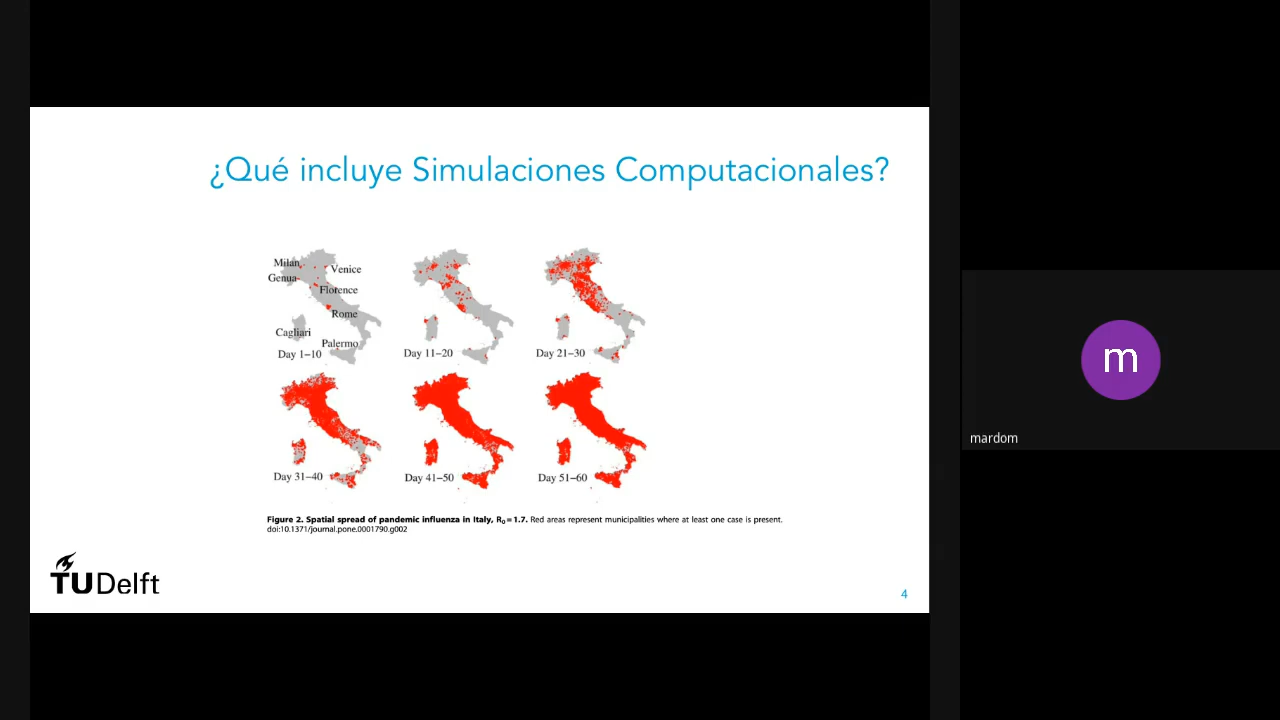 ¿Qué incluye Simulaciones Computacionales?
Milan
Venice
Genua
Florence
Rome
Cagliari
Palermo
Day 1–10
Day 11–20
Day 21–30
Day 31–40
Day 41–50
Day 51–60
Figure 2. Spatial spread of pandemic influenza in Italy, R0 = 1.7. Red areas represent municipalities where at least one case is present.
doi:10.1371/journal.pone.0001790.g002
TUDelft
4
m
mardom